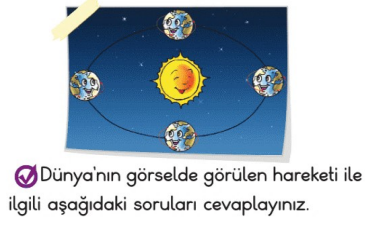 Dünya'nın görselde görülen hareketi ile
ilgili aşağıdaki soruları cevaplayınız.